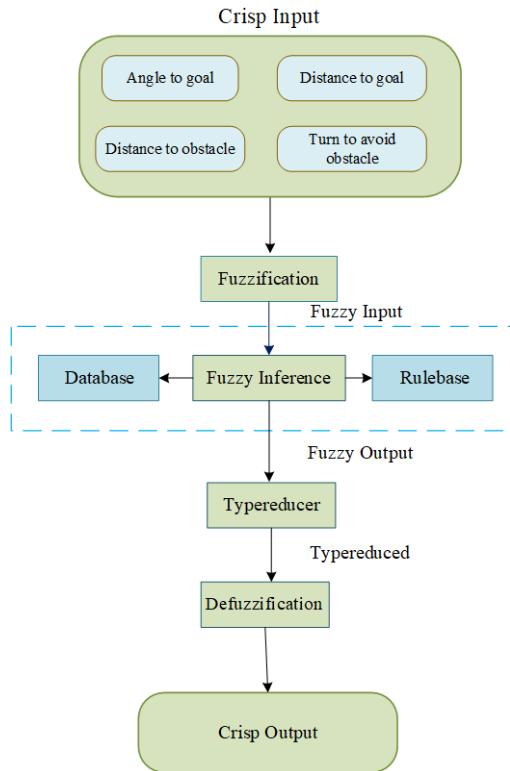 Crisp Input
Angle to goal
Distance to goal
Distance to obstacle
Turn to avoid
obstacle
Fuzzification
Fuzzy Input
Database
Fuzzy Inference
Rulebase
Fuzzy Output
Typereducer
Typereduced
Defuzzification
Crisp Output